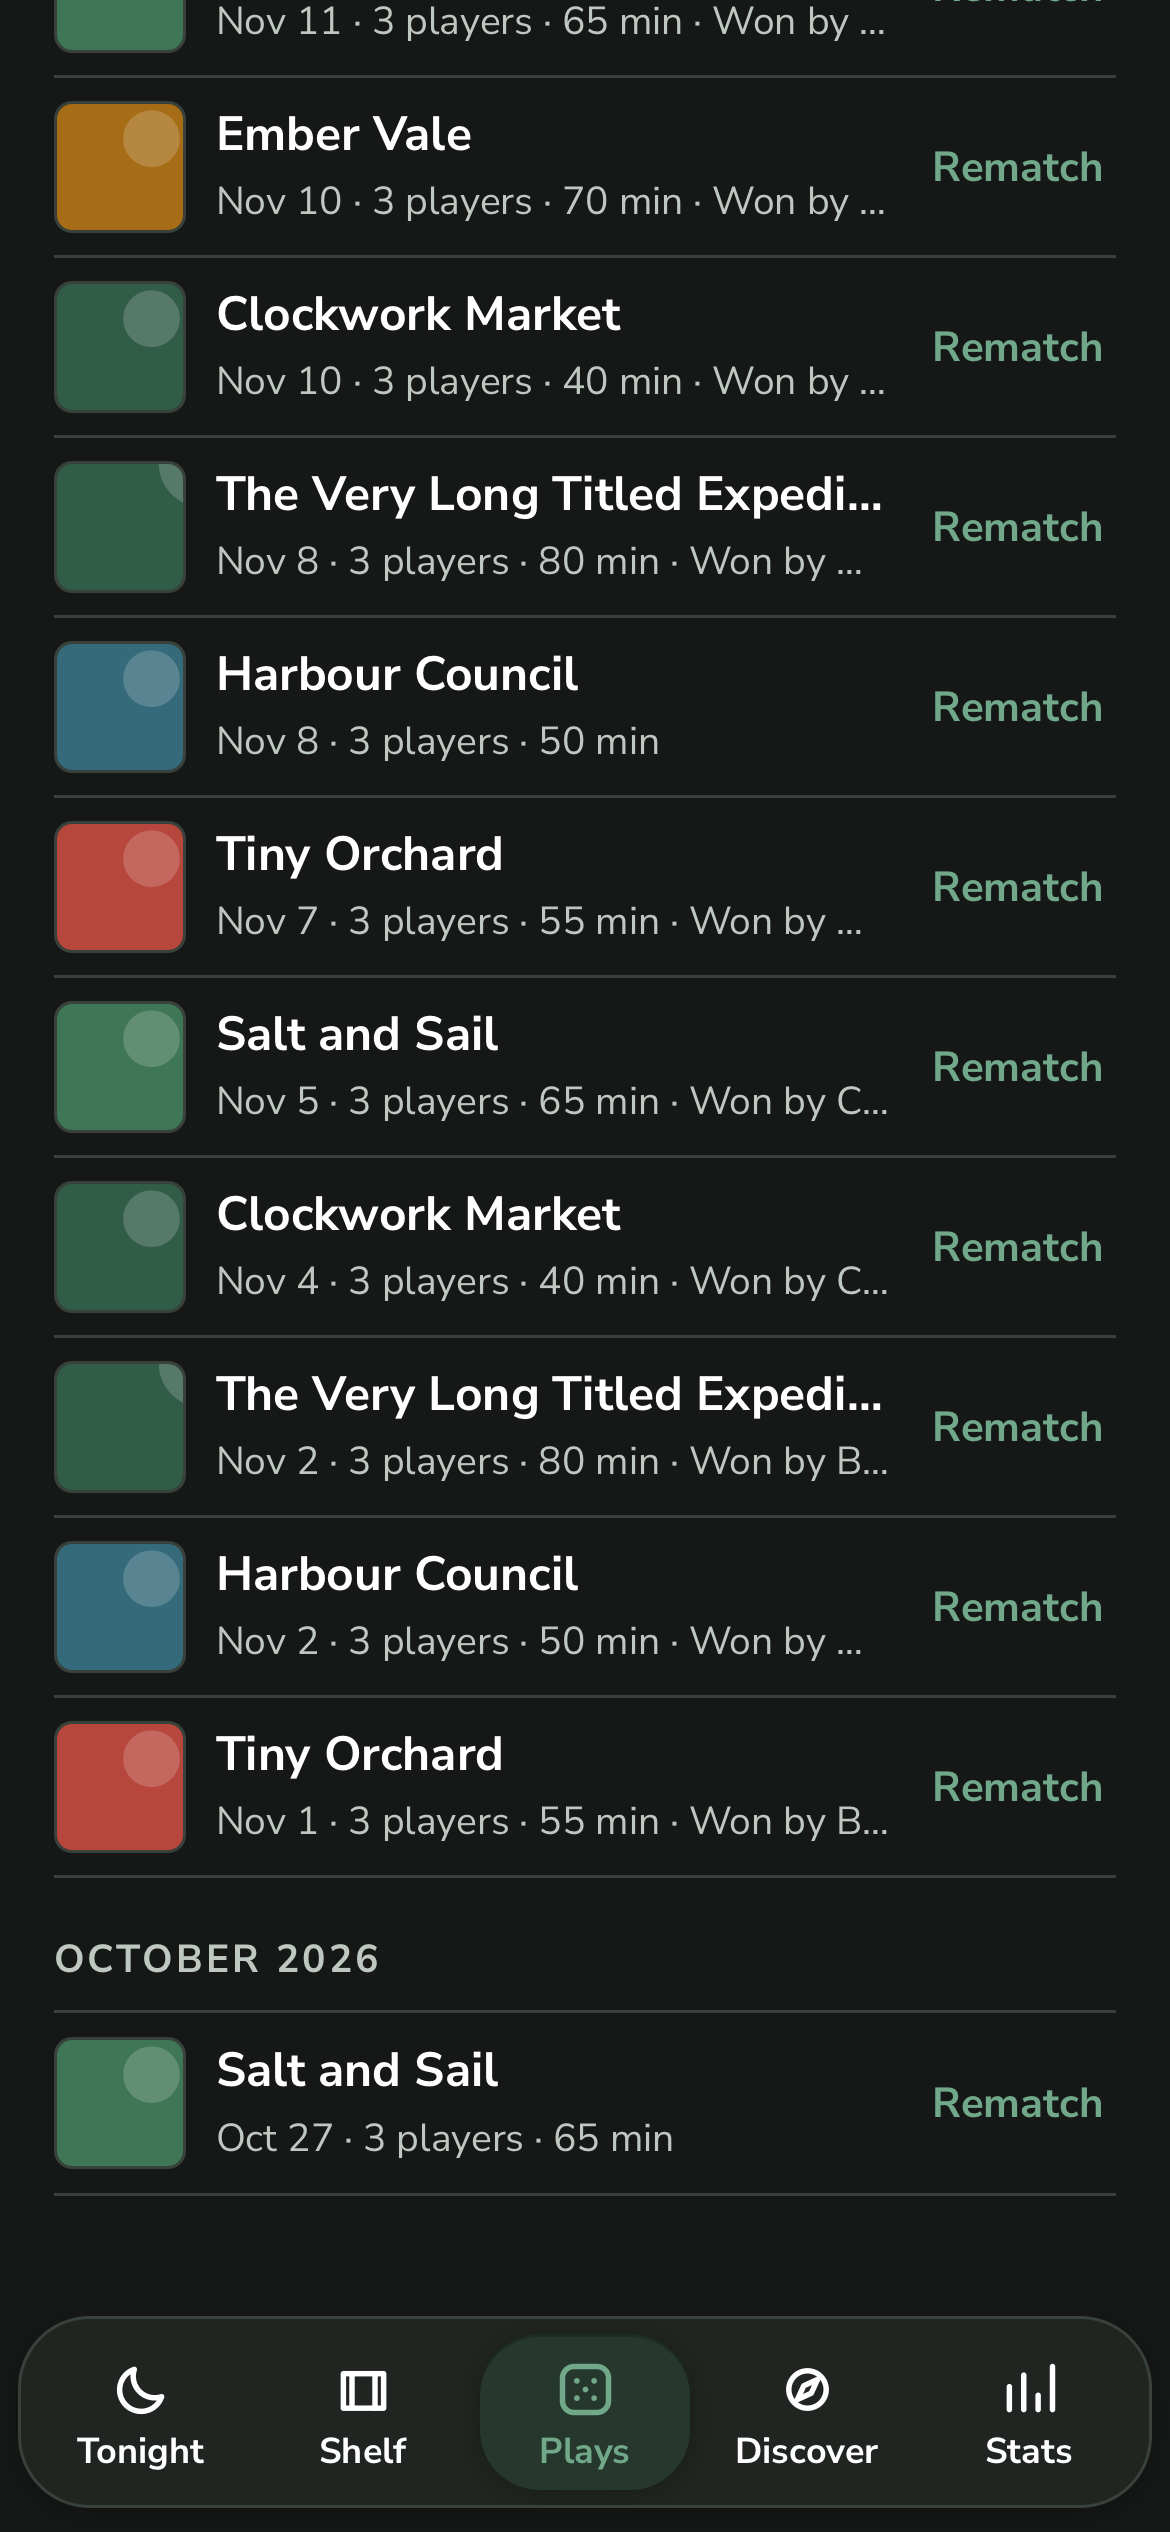 Nov 11 · 3 players · 65 min · Won by ...
Ember Vale
Nov 10 · 3 players · 70 min · Won by ...
Rematch
Clockwork Market
Nov 10 · 3 players · 40 min · Won by ...
Rematch
The Very Long Titled Expedi...
Nov 8 · 3 players · 80 min · Won by ...
Rematch
Harbour Council
Nov 8 · 3 players · 50 min
Rematch
Tiny Orchard
Nov 7 · 3 players · 55 min · Won by ...
Rematch
Salt and Sail
Nov 5 · 3 players · 65 min · Won by C...
Rematch
Clockwork Market
Nov 4 · 3 players · 40 min · Won by C...
Rematch
The Very Long Titled Expedi...
Nov 2 · 3 players · 80 min · Won by B...
Rematch
Harbour Council
Nov 2 · 3 players · 50 min · Won by ...
Rematch
Tiny Orchard
Nov 1 · 3 players · 55 min · Won by B...
Rematch
OCTOBER 2026
Salt and Sail
Oct 27 · 3 players · 65 min
Rematch
Tonight
Shelf
Plays
Discover
Stats